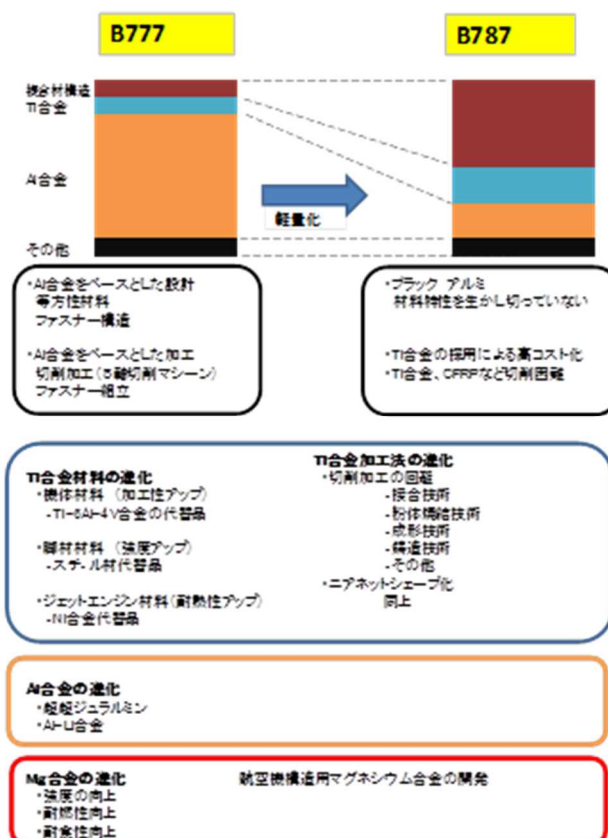 B777
B787
複合材構造
Ti合金
Al合金
その他
軽量化
・Al合金をベースとした設計
等方性材料
ファスナー構造
・Al合金をベースとした加工
切削加工(5軸切削マシーン)
ファスナー組立
・ブラック アルミ
材料特性を生かし切っていない
・Ti合金の採用による高コスト化
・Ti合金、CFRPなど切削困難
Ti合金材料の進化
・機体材料 (加工性アップ)
-Ti-6Al-4V合金の代替品
・脚材材料 (強度アップ)
-スチール材代替品
・ジェットエンジン材料(耐熱性アップ)
-Ni合金代替品
Ti合金加工法の進化
・切削加工の回避
-接合技術
-粉体焼結技術
-成形技術
-鋳造技術
-その他
・ニアネットシェープ化
同上
Al合金の進化
・超超ジュラルミン
・Al-Li合金
Mg合金の進化
航空機構造用マグネシウム合金の開発
・強度の向上
・耐燃性向上
・耐食性向上